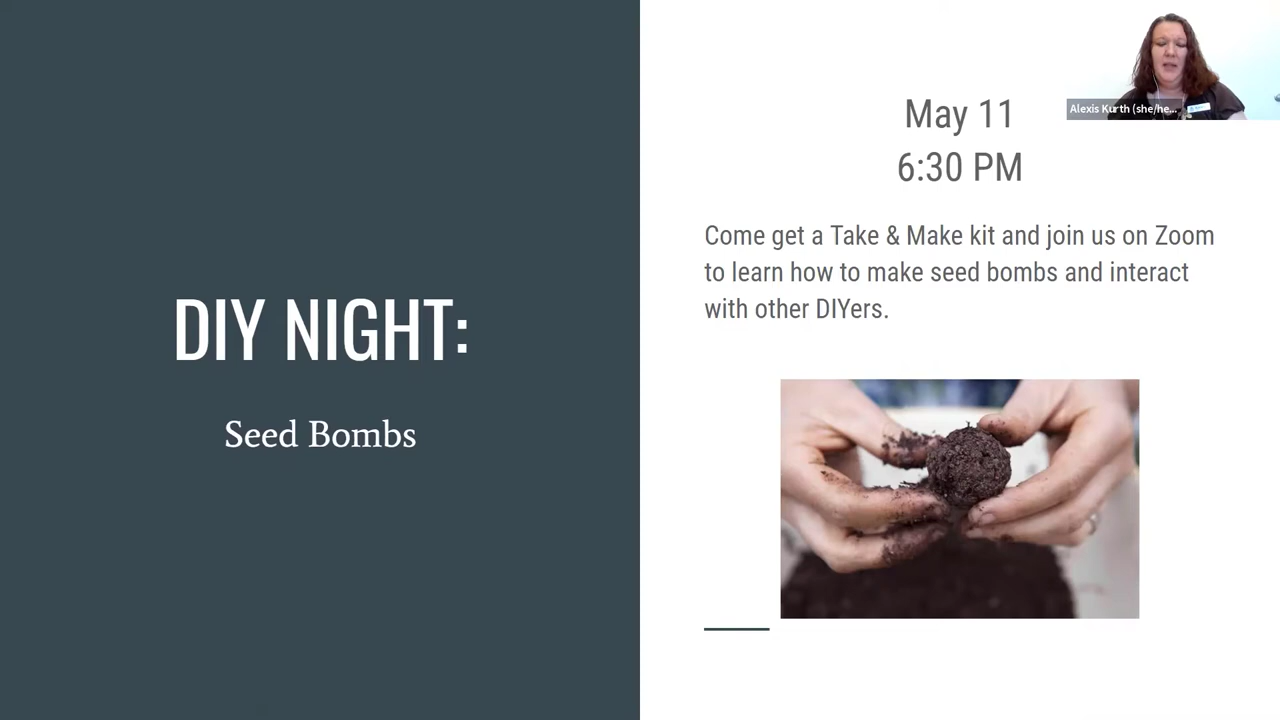 DIY NIGHT:
Seed Bombs
May 11
6:30 PM
Come get a Take & Make kit and join us on Zoom
to learn how to make seed bombs and interact
with other DIYers.
Alexis Kurth (she/he...